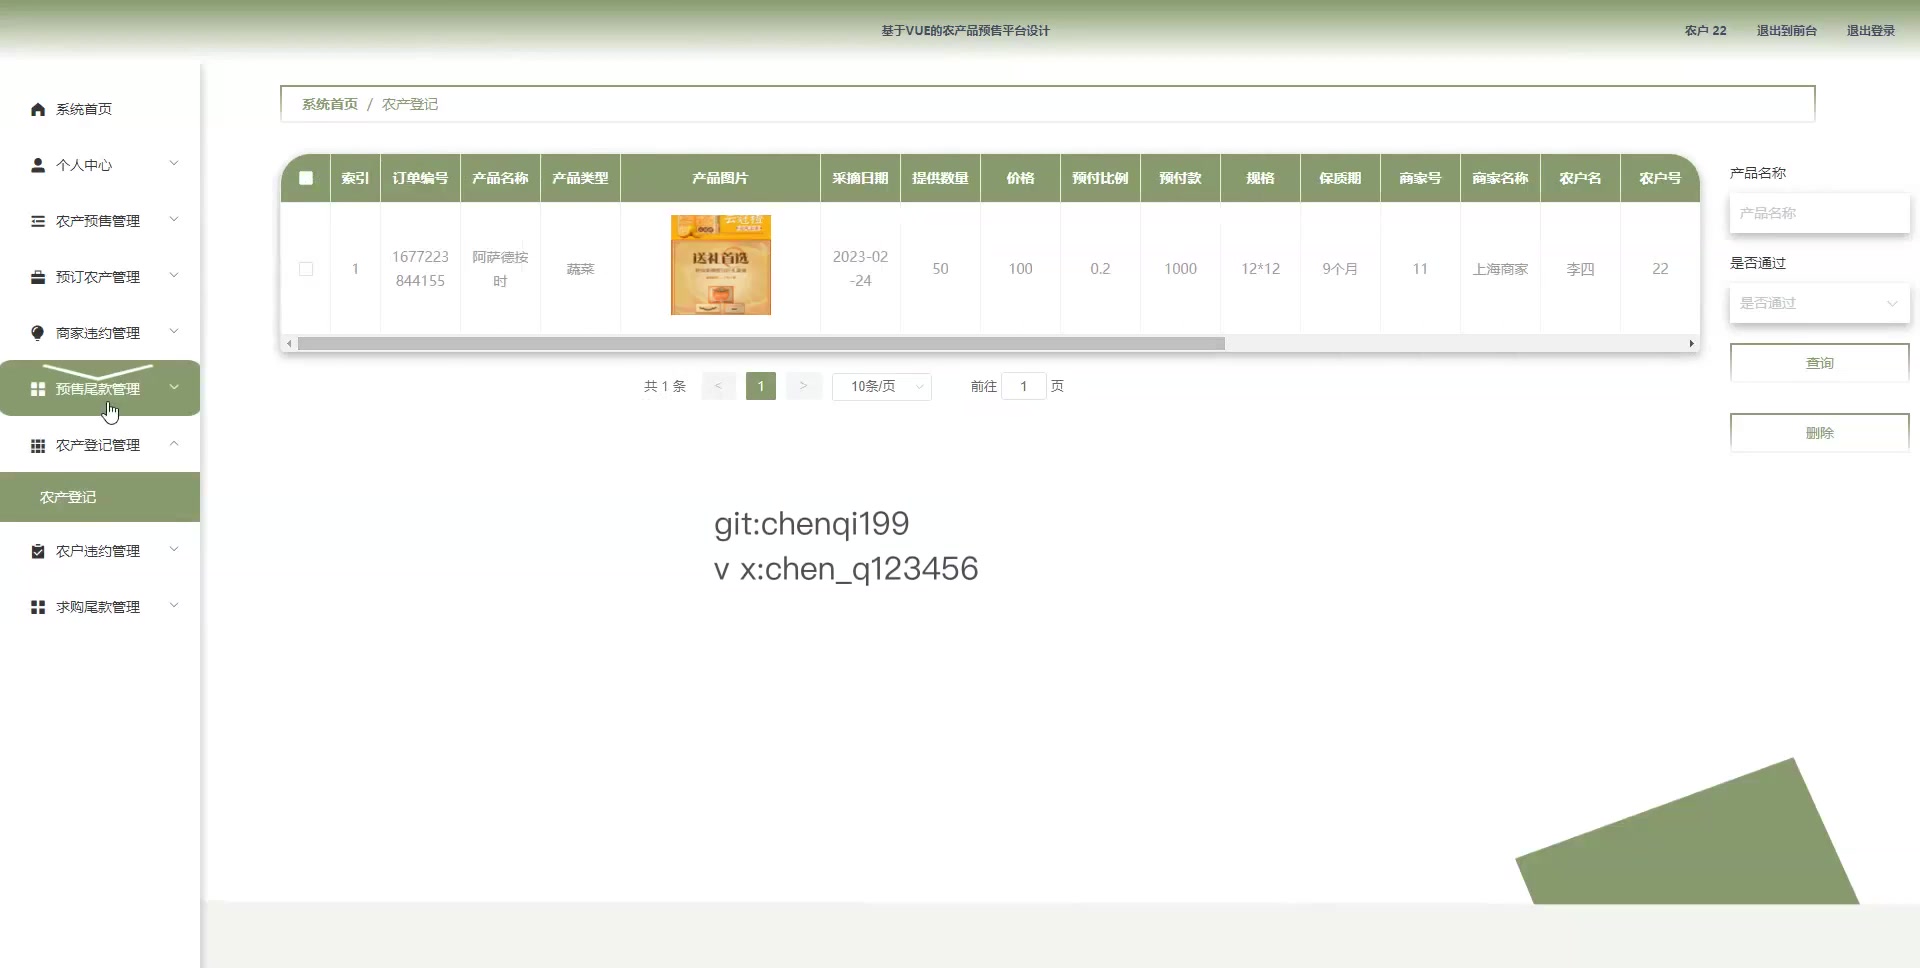 基于VUE的农产品预售平台设计
农户 22
退出到前台
退出登录
系统首页
个人中心
农产预售管理
预订农产管理
商家违约管理
预售尾款管理
农产登记管理
农产登记
农户违约管理
求购尾款管理
系统首页 / 农产登记
索引 订单编号 产品名称 产品类型 产品图片 采摘日期 提供数量 价格 预付比例 预付款 规格 保质期 商家号 商家名称 农户名 农户号
1 1677223844155 阿萨德按时 蔬菜 送礼首选 2023-02-24 50 100 0.2 1000 12*12 9个月 11 上海商家 李四 22
共 1 条 < 1 > 10条/页 前往 1 页
产品名称
产品名称
是否通过
是否通过
查询
删除
git:chenqi199
v x:chen_q123456